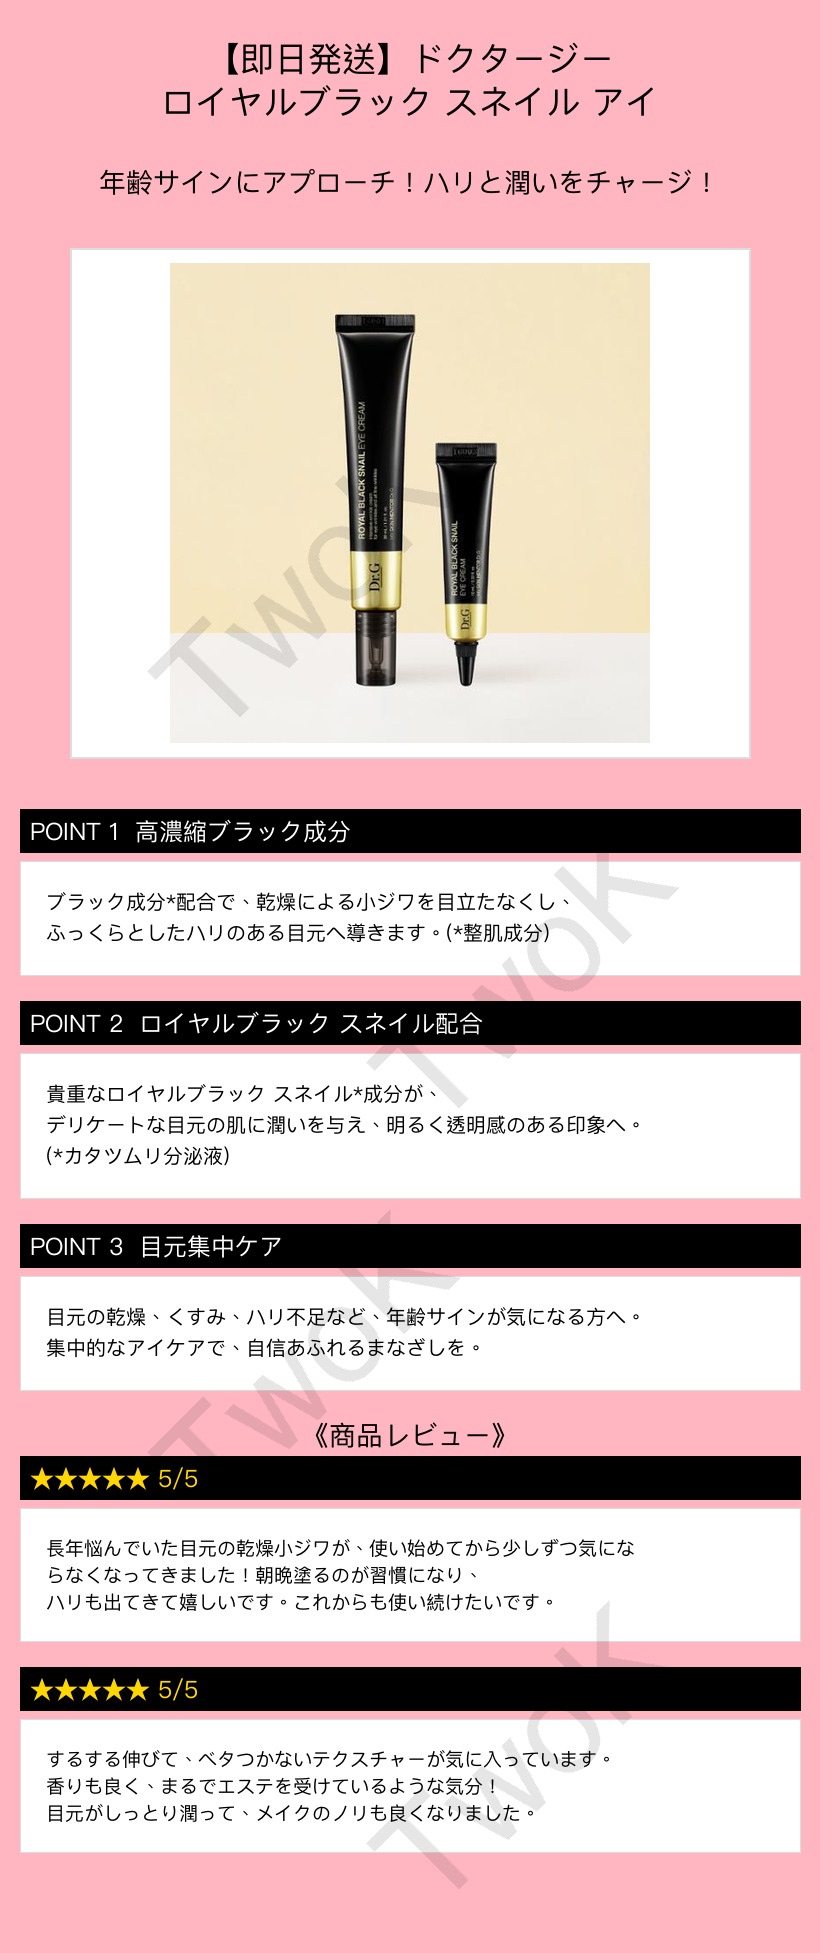 【即日発送】ドクタージー
ロイヤルブラック スネイル アイ
年齢サインにアプローチ！ハリと潤いをチャージ！
ROYAL BLACK SNAIL EYE CREAM
Dr.G
ROYAL BLACK SNAIL
EYE CREAM
Dr.G
TwoK
POINT 1 高濃縮ブラック成分
ブラック成分*配合で、乾燥による小ジワを目立たなくし、
ふっくらとしたハリのある目元へ導きます。(*整肌成分)
TwoK
POINT 2 ロイヤルブラック スネイル配合
貴重なロイヤルブラック スネイル*成分が、
デリケートな目元の肌に潤いを与え、明るく透明感のある印象へ。
(*カタツムリ分泌液)
POINT 3 目元集中ケア
目元の乾燥、くすみ、ハリ不足など、年齢サインが気になる方へ。
集中的なアイケアで、自信あふれるまなざしを。
TwoK
《商品レビュー》
★★★★★ 5/5
長年悩んでいた目元の乾燥小ジワが、使い始めてから少しずつ気にな
らなくなってきました！朝晩塗るのが習慣になり、
ハリも出てきて嬉しいです。これからも使い続けたいです。
★★★★★ 5/5
するする伸びて、ベタつかないテクスチャーが気に入っています。
香りも良く、まるでエステを受けているような気分！
目元がしっとり潤って、メイクのノリも良くなりました。
TwoK